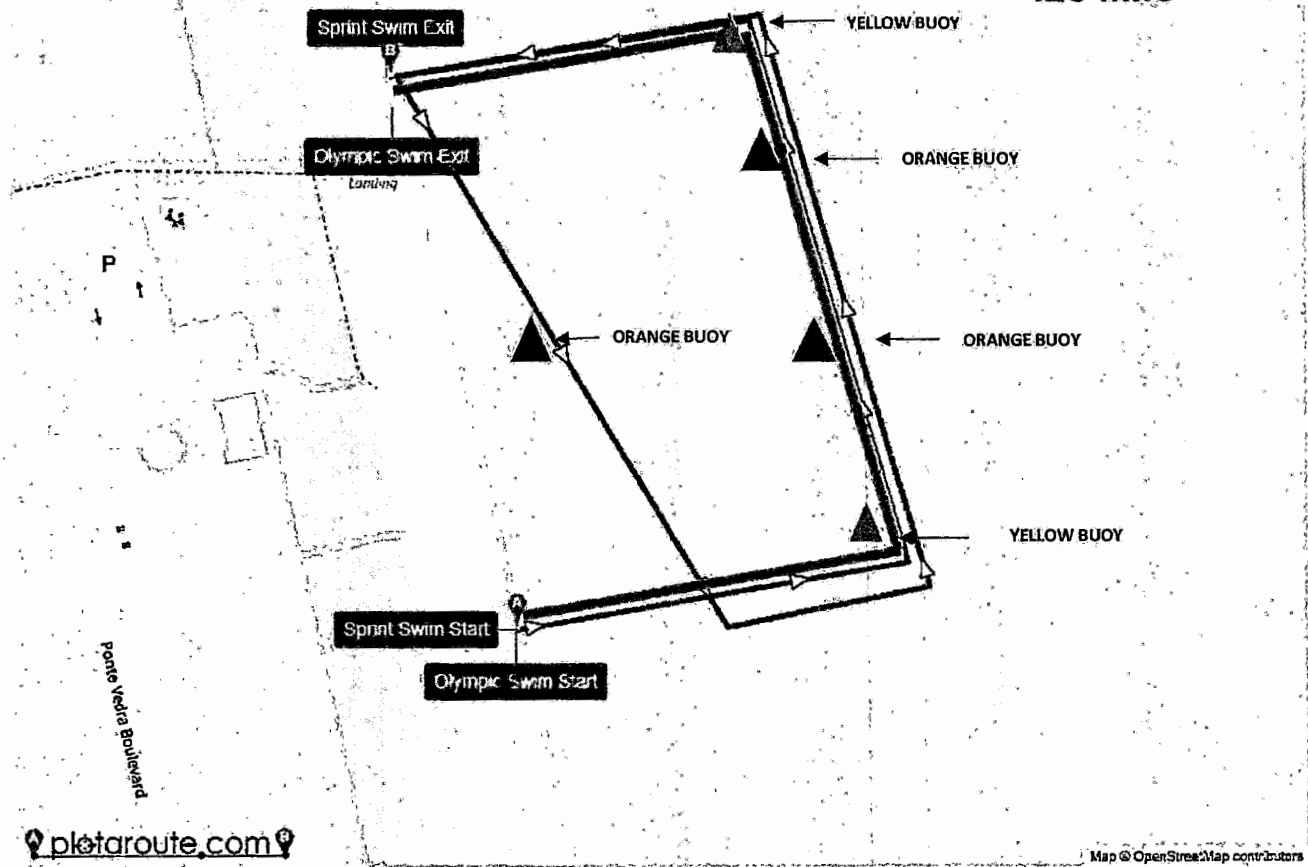 YELLOW BUOY
Sprint Swim Exit
B
Olympic Swim Exit
ORANGE BUOY
Landing
P
ORANGE BUOY
ORANGE BUOY
YELLOW BUOY
A
Sprint Swim Start
Olympic Swim Start
Ponte Vedra Boulevard
A plotaroute.com B
Map © OpenStreetMap contributors